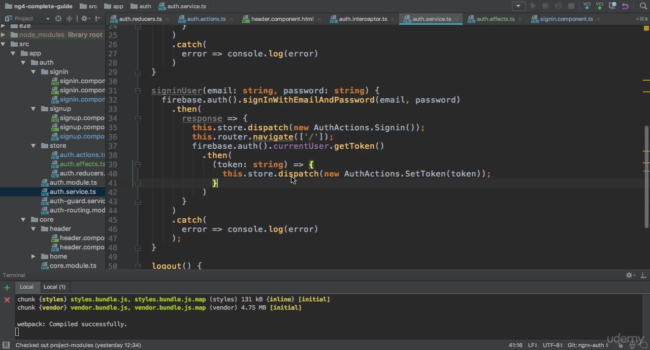 ng4-complete-guide src app auth auth.service.ts
Project auth.reducers.ts auth.actions.ts header.component.html auth.interceptor.ts auth.service.ts auth.effects.ts signin.component.ts
e2e
node_modules library root
src
app
auth
signin
signin.compo
signin.compo
signin.compo
signup
signup.compo
signup.compo
signup.compo
store
auth.actions.ts
auth.effects.ts
auth.reducers.ts
auth.module.ts
auth.service.ts
auth-guard.service
auth-routing.mod
core
header
header.compo
header.compo
home
core.module.ts
24 }
25 )
26 .catch(
27 error => console.log(error)
28 )
29 }
30
31 signinUser(email: string, password: string) {
32 firebase.auth().signInWithEmailAndPassword(email, password)
33 .then(
34 response => {
35 this.store.dispatch(new AuthActions.Signin());
36 this.router.navigate(['/']);
37 firebase.auth().currentUser.getToken()
38 .then(
39 (token: string) => {
40 this.store.dispatch(new AuthActions.SetToken(token));
41 }
42 )
43 }
44 )
45 .catch(
46 error => console.log(error)
47 );
48 }
49
50 logout() {
Terminal
Local Local (1)
chunk {styles} styles.bundle.js, styles.bundle.js.map (styles) 131 kB {inline} [initial]
chunk {vendor} vendor.bundle.js, vendor.bundle.js.map (vendor) 4.75 MB [initial]
webpack: Compiled successfully.
Checked out project-modules (yesterday 12:34)
41:16 LF÷ UTF-8÷ Git: ngrx-auth÷
udemy